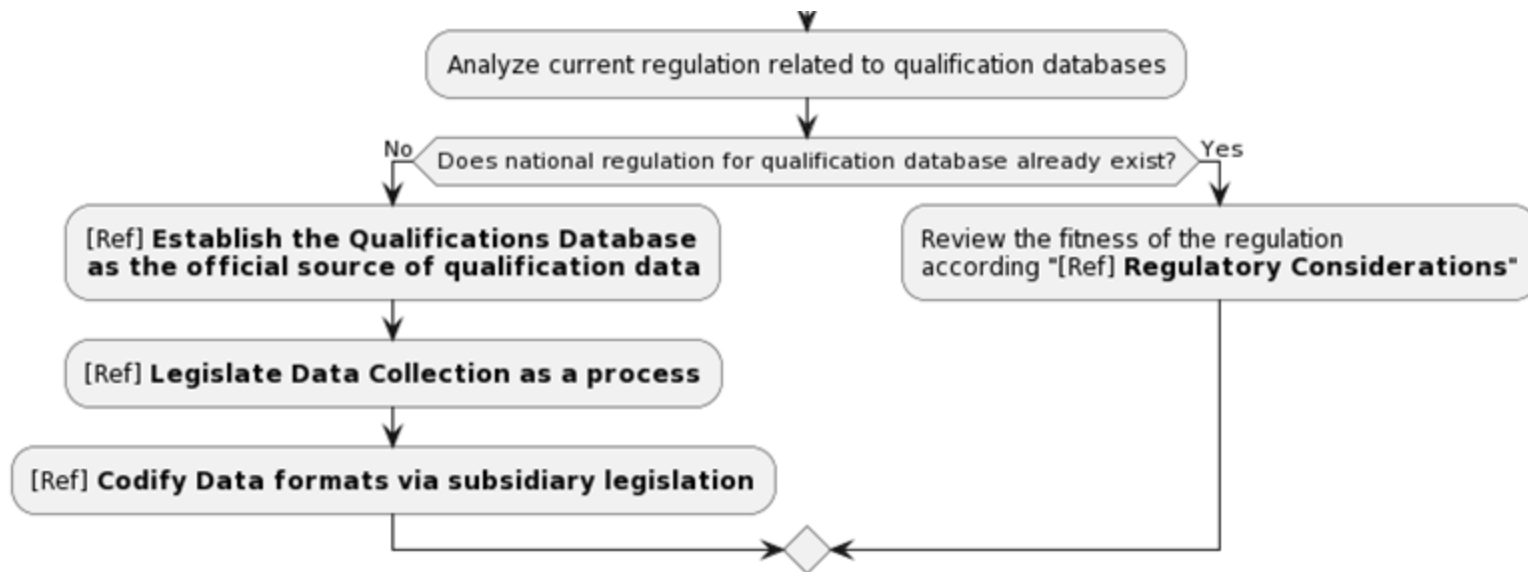 Analyze current regulation related to qualification databases
No
Does national regulation for qualification database already exist?
Yes
[Ref] Establish the Qualifications Database
as the official source of qualification data
Review the fitness of the regulation
according "[Ref] Regulatory Considerations"
[Ref] Legislate Data Collection as a process
[Ref] Codify Data formats via subsidiary legislation